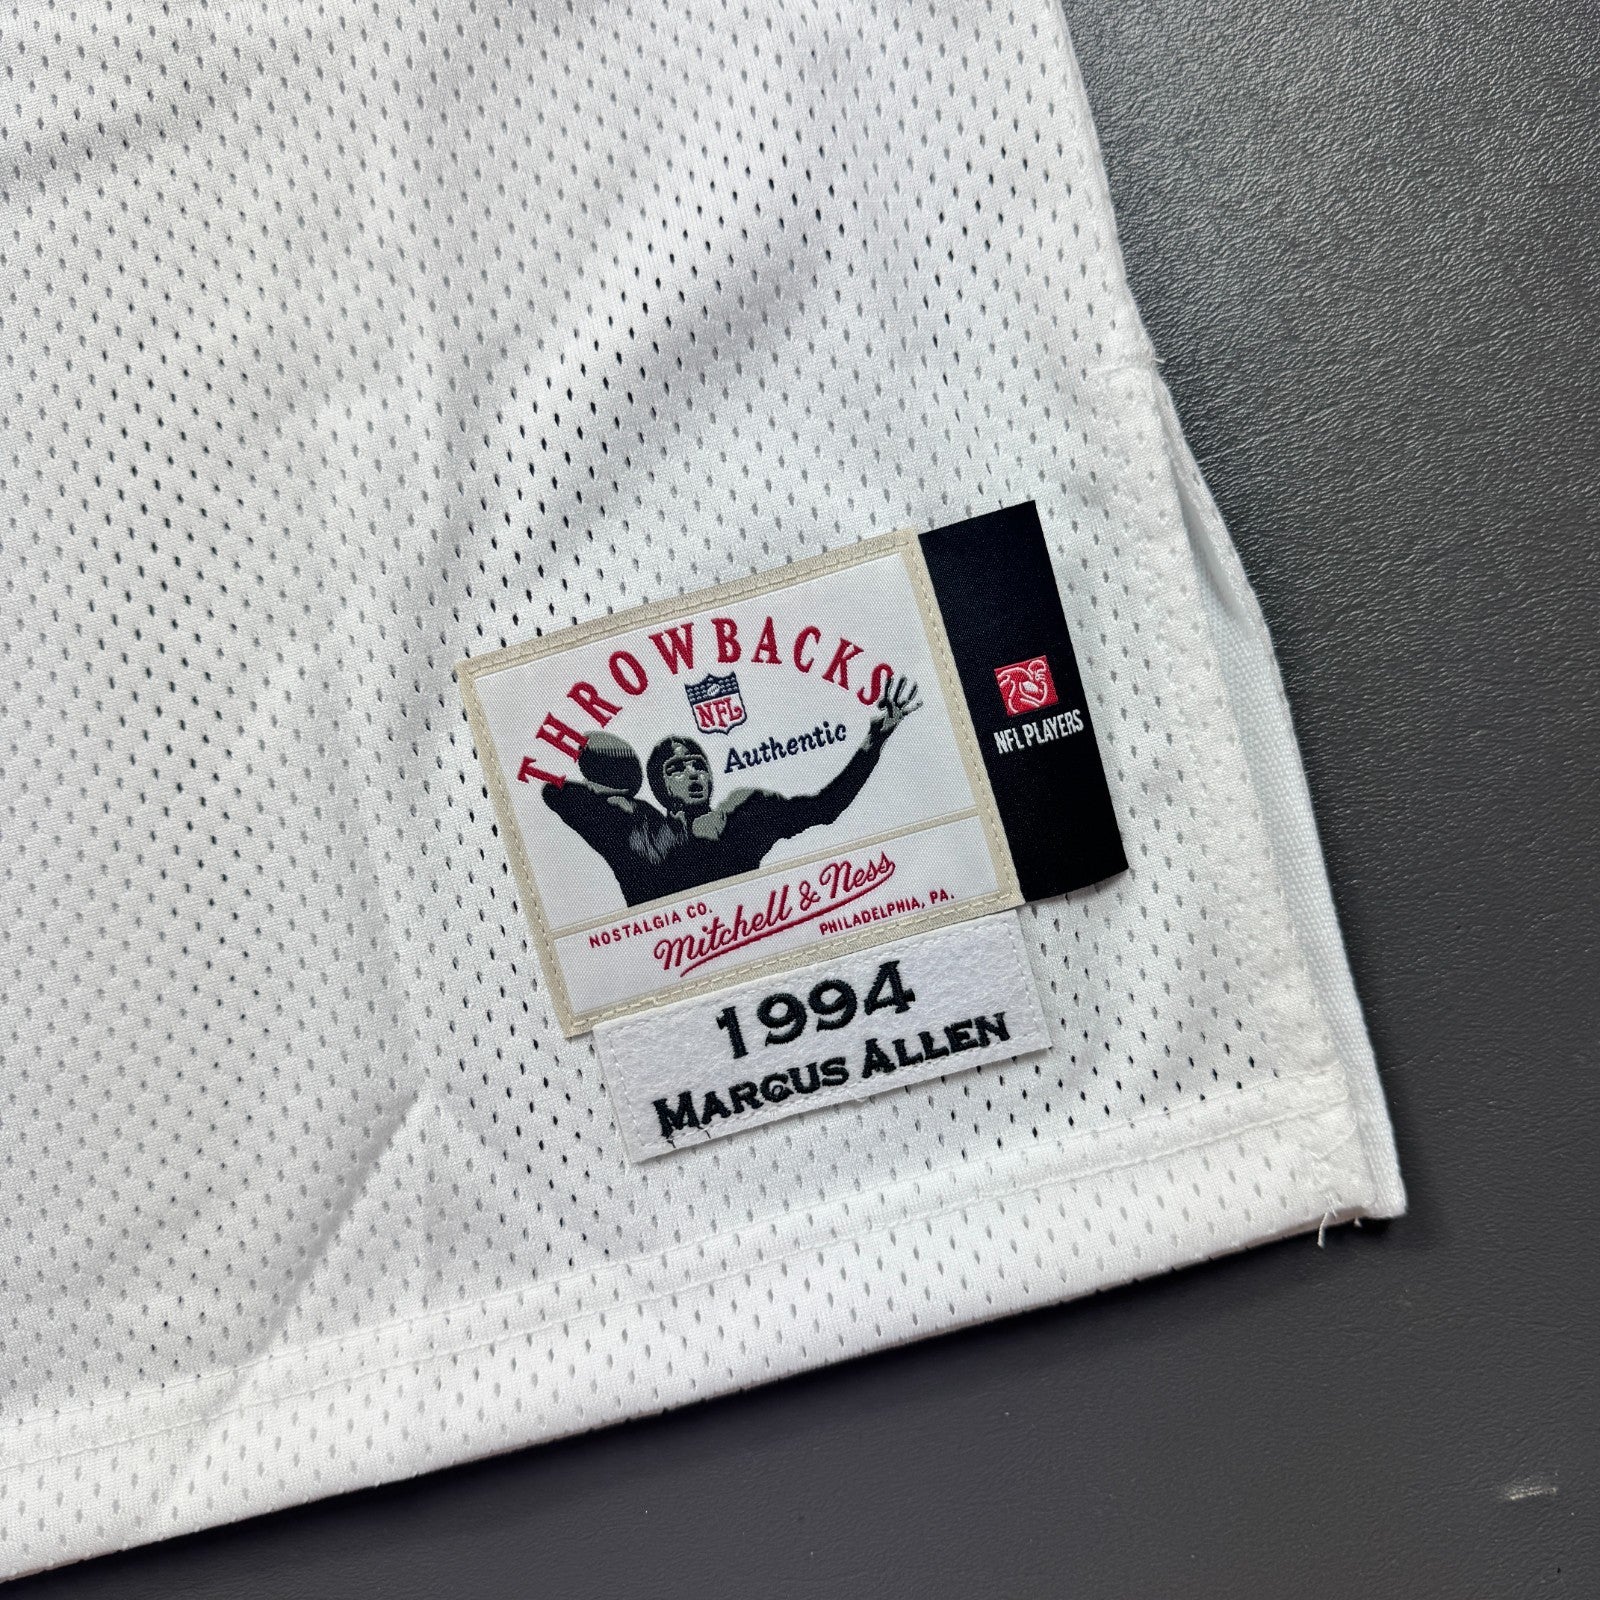 THROWBACKS
NFL
Authentic
NFL PLAYERS
NOSTALGIA CO.
Mitchell & Ness
PHILADELPHIA, PA.
1994
MARCUS ALLEN